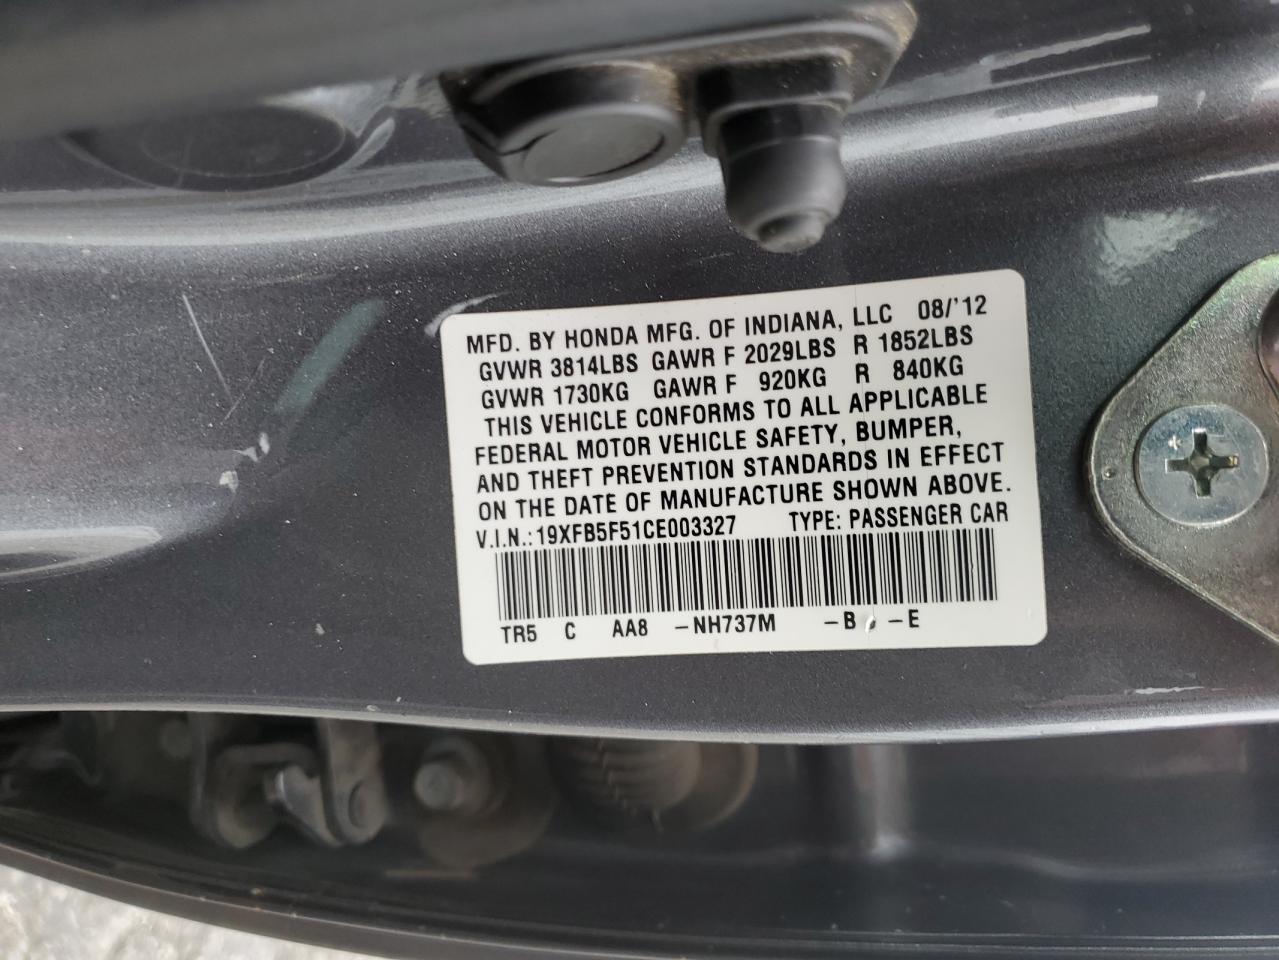 MFD. BY HONDA MFG. OF INDIANA, LLC 08/'12
GVWR 3814LBS GAWR F 2029LBS R 1852LBS
GVWR 1730KG GAWR F 920KG R 840KG
THIS VEHICLE CONFORMS TO ALL APPLICABLE
FEDERAL MOTOR VEHICLE SAFETY, BUMPER,
AND THEFT PREVENTION STANDARDS IN EFFECT
ON THE DATE OF MANUFACTURE SHOWN ABOVE.
V.I.N.: 19XFB5F51CE003327 TYPE: PASSENGER CAR
TR5 C AA8 -NH737M -B -E